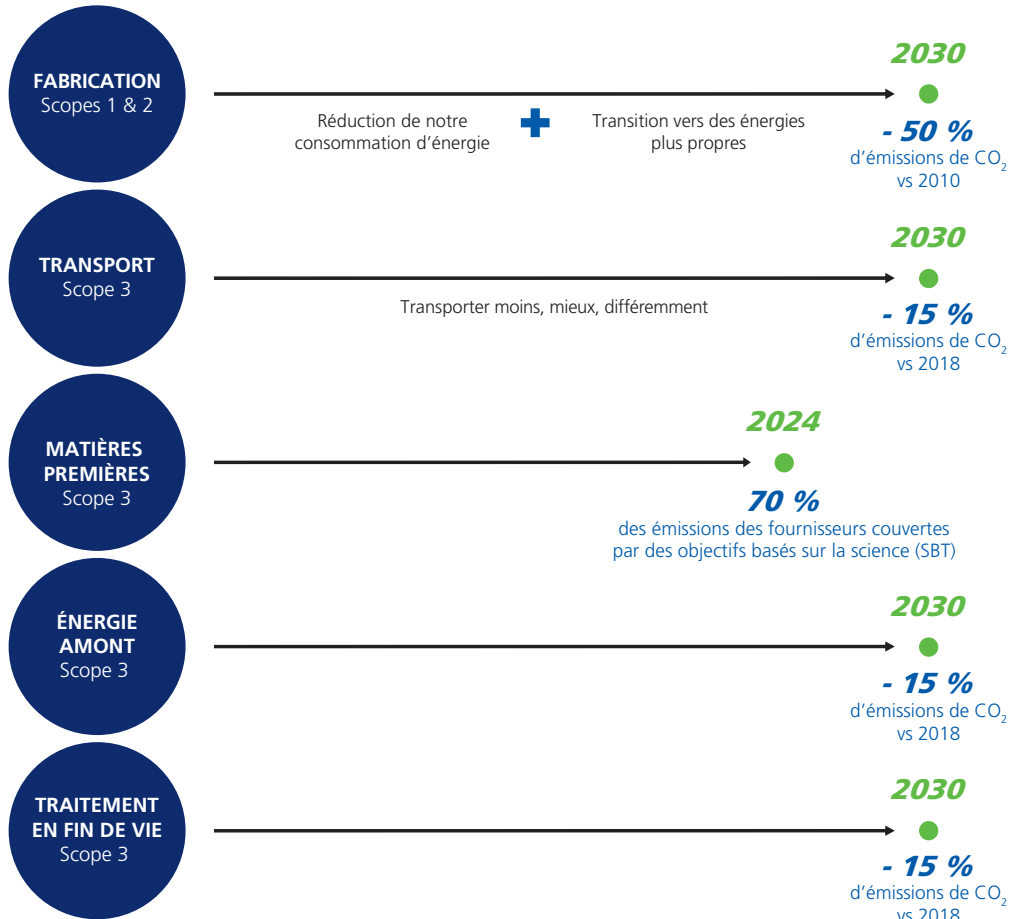 FABRICATION
Scopes 1 & 2
Réduction de notre
consommation d’énergie
+
Transition vers des énergies
plus propres
2030
- 50 %
d’émissions de CO₂
vs 2010
TRANSPORT
Scope 3
Transporter moins, mieux, différemment
2030
- 15 %
d’émissions de CO₂
vs 2018
MATIÈRES
PREMIÈRES
Scope 3
2024
70 %
des émissions des fournisseurs couvertes
par des objectifs basés sur la science (SBT)
ÉNERGIE
AMONT
Scope 3
2030
- 15 %
d’émissions de CO₂
vs 2018
TRAITEMENT
EN FIN DE VIE
Scope 3
2030
- 15 %
d’émissions de CO₂
vs 2018